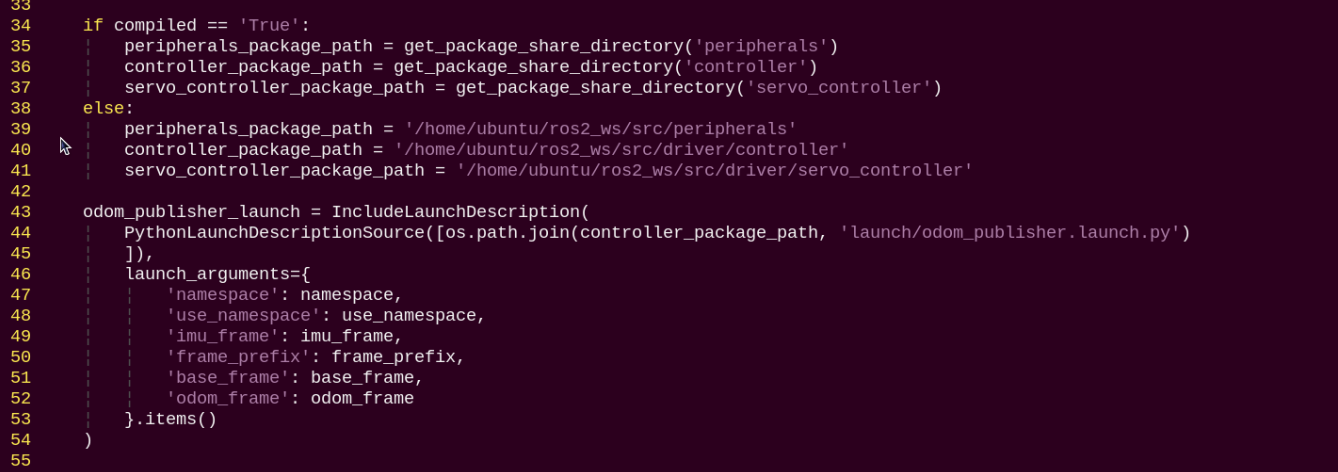 33
34     if compiled == 'True':
35         peripherals_package_path = get_package_share_directory('peripherals')
36         controller_package_path = get_package_share_directory('controller')
37         servo_controller_package_path = get_package_share_directory('servo_controller')
38     else:
39         peripherals_package_path = '/home/ubuntu/ros2_ws/src/peripherals'
40         controller_package_path = '/home/ubuntu/ros2_ws/src/driver/controller'
41         servo_controller_package_path = '/home/ubuntu/ros2_ws/src/driver/servo_controller'
42
43     odom_publisher_launch = IncludeLaunchDescription(
44         PythonLaunchDescriptionSource([os.path.join(controller_package_path, 'launch/odom_publisher.launch.py')
45         ]),
46         launch_arguments={
47             'namespace': namespace,
48             'use_namespace': use_namespace,
49             'imu_frame': imu_frame,
50             'frame_prefix': frame_prefix,
51             'base_frame': base_frame,
52             'odom_frame': odom_frame
53         }.items()
54     )
55